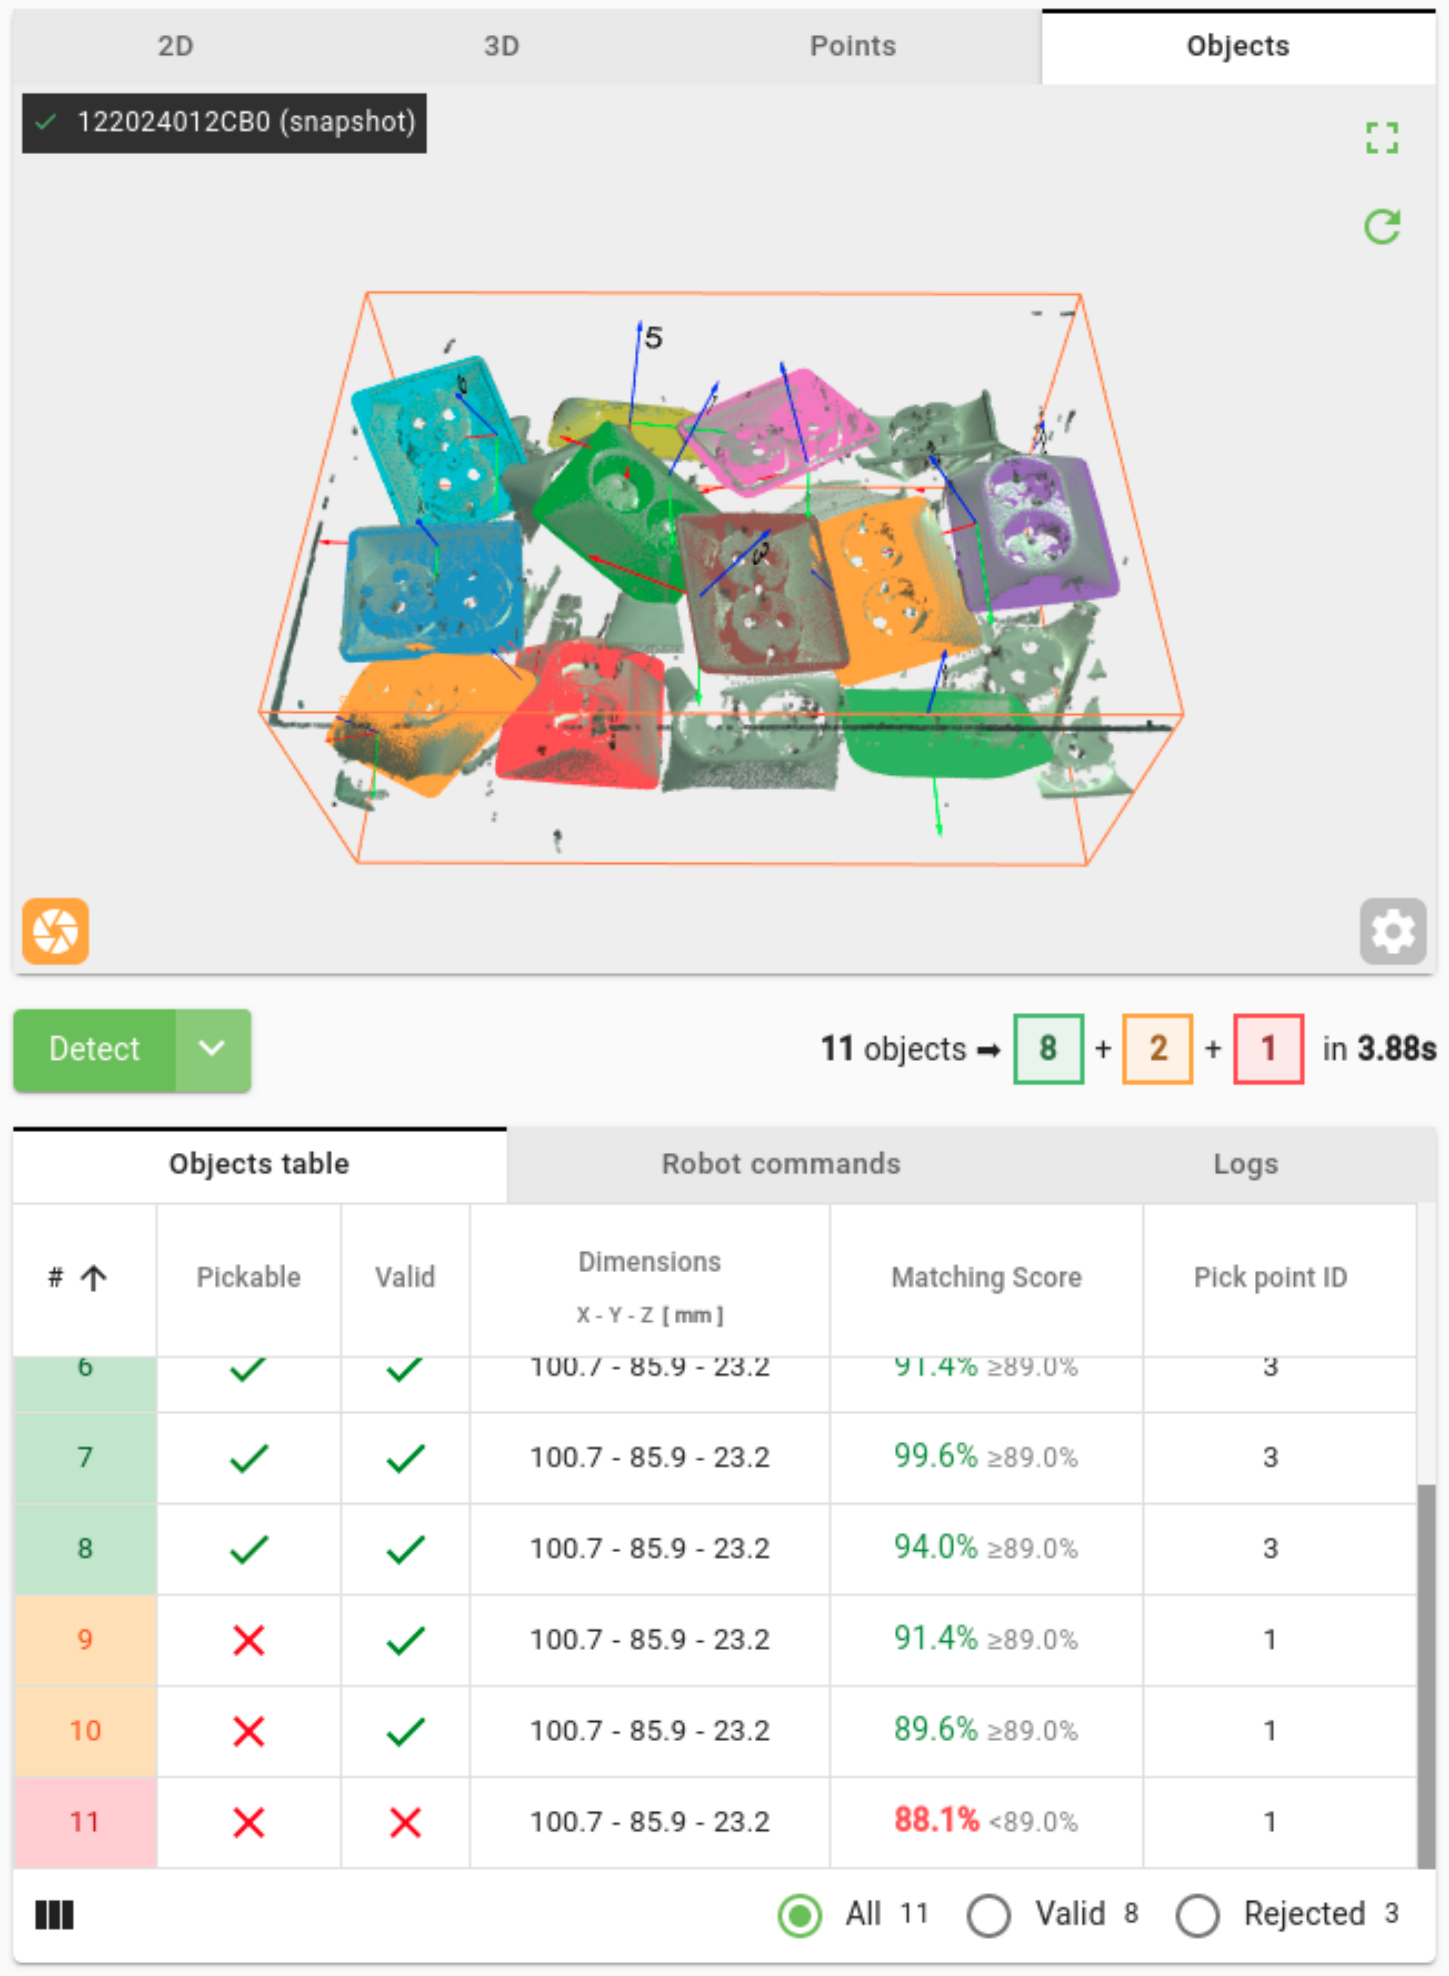 2D 3D Points Objects
122024012CB0 (snapshot)
5
6
3
Detect
11 objects ➡ 8 + 2 + 1 in 3.88s
Objects table Robot commands Logs
# ↑ Pickable Valid Dimensions Matching Score Pick point ID
X - Y - Z [ mm ]
6 100.7 - 85.9 - 23.2 91.4% ≥89.0% 3
7 100.7 - 85.9 - 23.2 99.6% ≥89.0% 3
8 100.7 - 85.9 - 23.2 94.0% ≥89.0% 3
9 100.7 - 85.9 - 23.2 91.4% ≥89.0% 1
10 100.7 - 85.9 - 23.2 89.6% ≥89.0% 1
11 100.7 - 85.9 - 23.2 88.1% <89.0% 1
All 11 Valid 8 Rejected 3